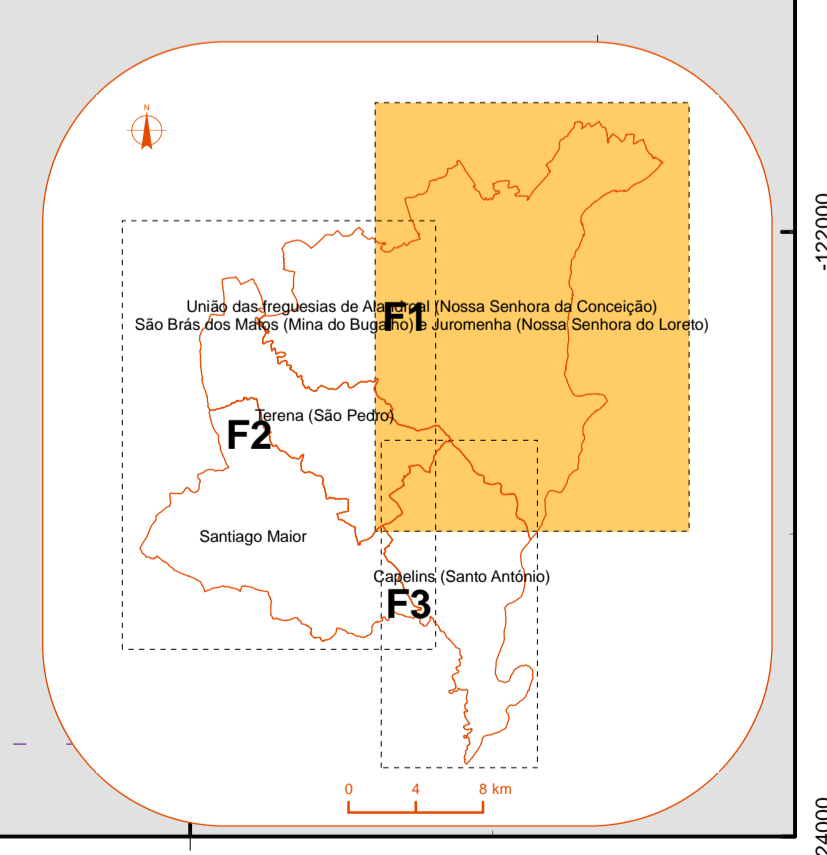 N
-122000
União das freguesias de Alandroal (Nossa Senhora da Conceição)
São Brás dos Matos (Mina do Bugalho) e Juromenha (Nossa Senhora do Loreto)
F1
Terena (São Pedro)
F2
Santiago Maior
Capelins (Santo António)
F3
0 4 8 km
24000